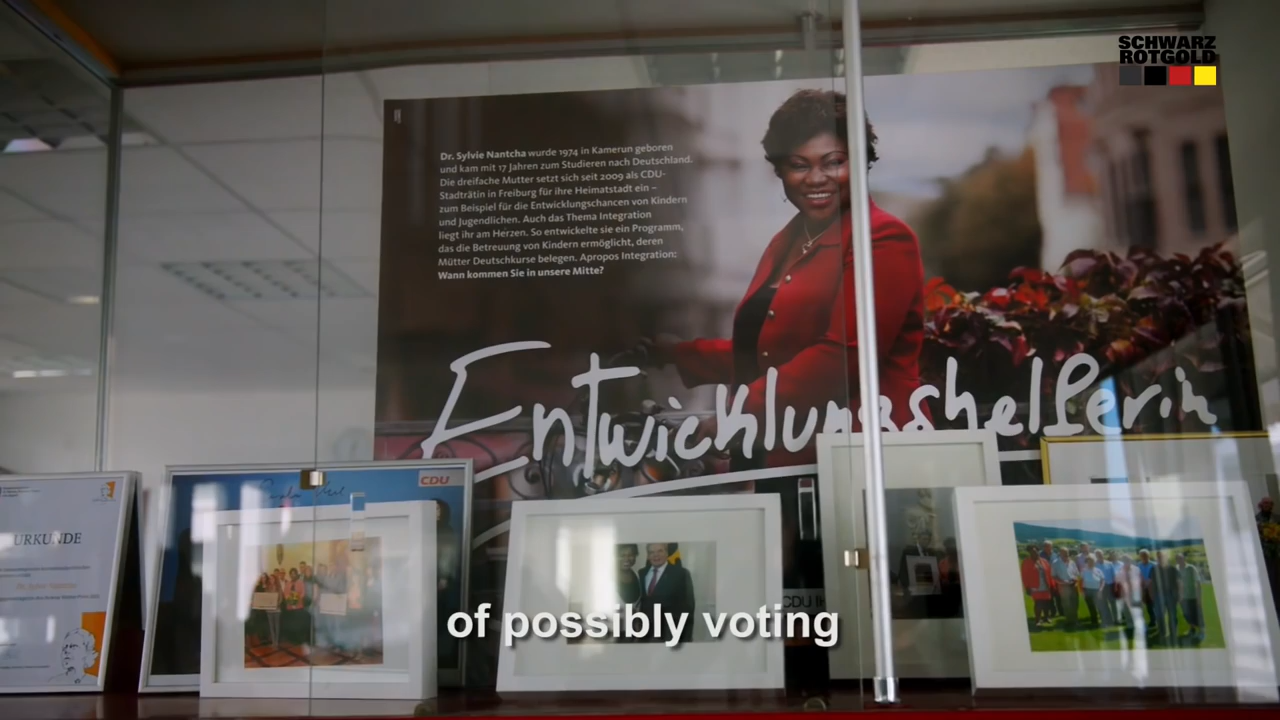 SCHWARZ
ROTGOLD
Dr. Sylvie Nantcha wurde 1974 in Kamerun geboren
und kam mit 17 Jahren zum Studieren nach Deutschland.
Die dreifache Mutter setzt sich seit 2009 als CDU-
Stadträtin in Freiburg für ihre Heimatstadt ein –
zum Beispiel für die Entwicklungschancen von Kindern
und Jugendlichen. Auch das Thema Integration
liegt ihr am Herzen. So entwickelte sie ein Programm,
das die Betreuung von Kindern ermöglicht, deren
Mütter Deutschkurse belegen. Apropos Integration:
Wann kommen Sie in unsere Mitte?
Entwicklungshelferin
CDU
URKUNDE
CDU
of possibly voting